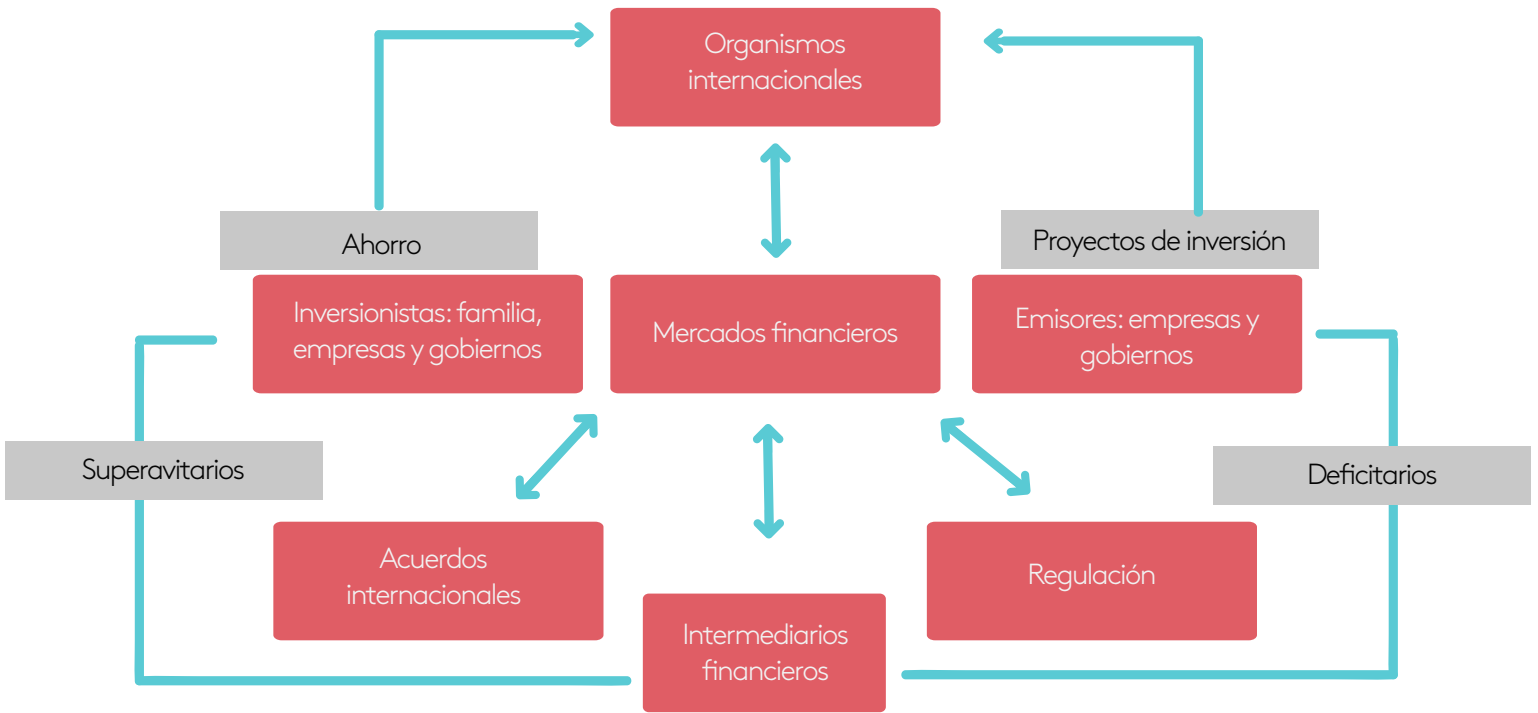 Organismos
internacionales
Ahorro
Proyectos de inversión
Inversionistas: familia,
empresas y gobiernos
Mercados financieros
Emisores: empresas y
gobiernos
Superavitarios
Deficitarios
Acuerdos
internacionales
Regulación
Intermediarios
financieros